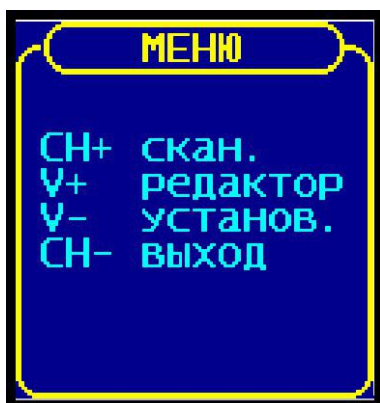 МЕНЮ
CH+ скан.
V+ редактор
V- установ.
CH- выход